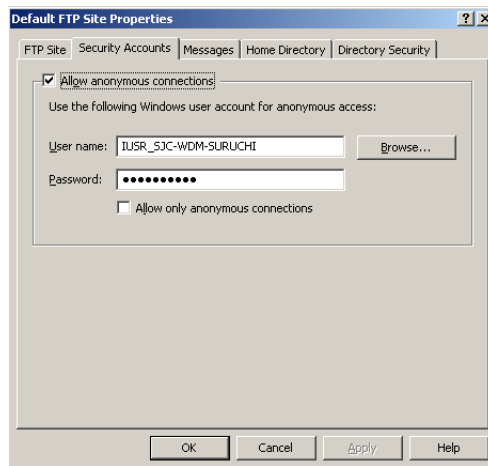 Default FTP Site Properties
FTP Site Security Accounts Messages Home Directory Directory Security
Allow anonymous connections
Use the following Windows user account for anonymous access:
User name: IUSR_SJC-WDM-SURUCHI Browse...
Password: ●●●●●●●●●●
Allow only anonymous connections
OK Cancel Apply Help